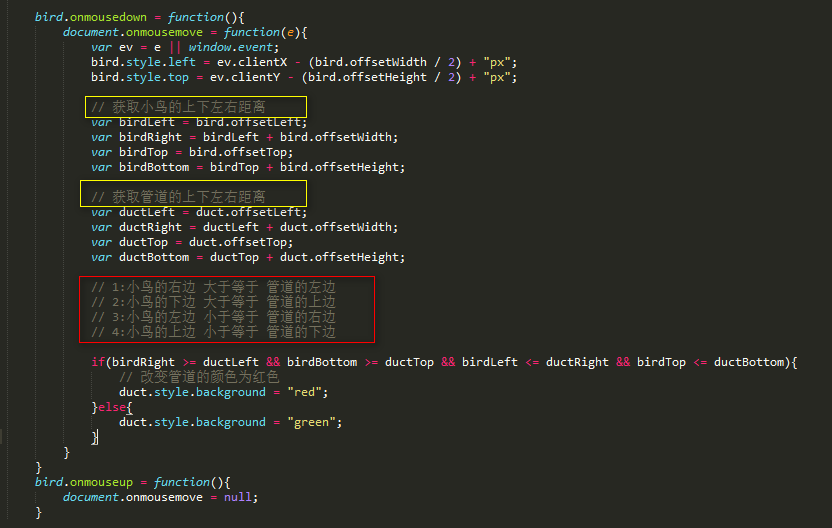 bird.onmousedown = function(){
document.onmousemove = function(e){
var ev = e || window.event;
bird.style.left = ev.clientX - (bird.offsetWidth / 2) + "px";
bird.style.top = ev.clientY - (bird.offsetHeight / 2) + "px";
// 获取小鸟的上下左右距离
var birdLeft = bird.offsetLeft;
var birdRight = birdLeft + bird.offsetWidth;
var birdTop = bird.offsetTop;
var birdBottom = birdTop + bird.offsetHeight;
// 获取管道的上下左右距离
var ductLeft = duct.offsetLeft;
var ductRight = ductLeft + duct.offsetWidth;
var ductTop = duct.offsetTop;
var ductBottom = ductTop + duct.offsetHeight;
// 1:小鸟的右边 大于等于 管道的左边
// 2:小鸟的下边 大于等于 管道的上边
// 3:小鸟的左边 小于等于 管道的右边
// 4:小鸟的上边 小于等于 管道的下边
if(birdRight >= ductLeft && birdBottom >= ductTop && birdLeft <= ductRight && birdTop <= ductBottom){
// 改变管道的颜色为红色
duct.style.background = "red";
}else{
duct.style.background = "green";
}
}
}
bird.onmouseup = function(){
document.onmousemove = null;
}